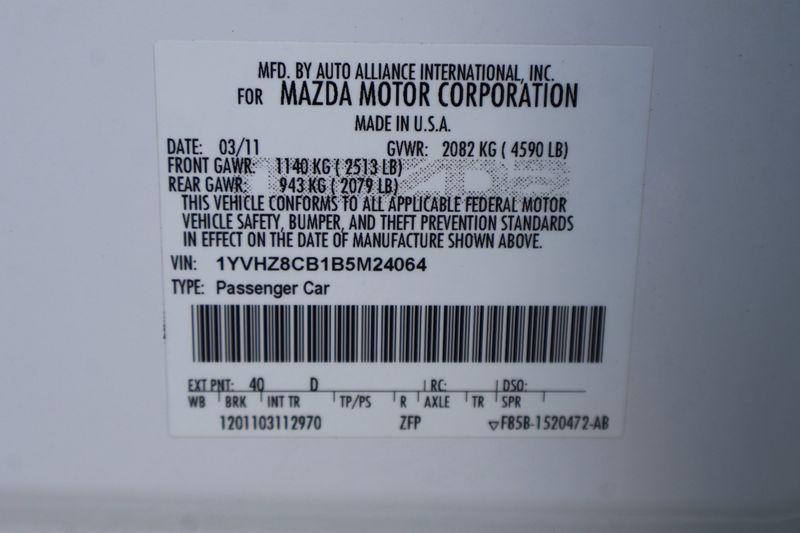 MFD. BY AUTO ALLIANCE INTERNATIONAL, INC.
FOR MAZDA MOTOR CORPORATION
MADE IN U.S.A.
DATE: 03/11 GVWR: 2082 KG ( 4590 LB)
FRONT GAWR: 1140 KG ( 2513 LB)
REAR GAWR: 943 KG ( 2079 LB)
THIS VEHICLE CONFORMS TO ALL APPLICABLE FEDERAL MOTOR
VEHICLE SAFETY, BUMPER, AND THEFT PREVENTION STANDARDS
IN EFFECT ON THE DATE OF MANUFACTURE SHOWN ABOVE.
VIN: 1YVHZ8CB1B5M24064
TYPE: Passenger Car
EXT PNT: 40 D RC: DSO:
WB BRK INT TR TP/PS R AXLE TR SPR
1201103112970 ZFP F85B-1520472-AB